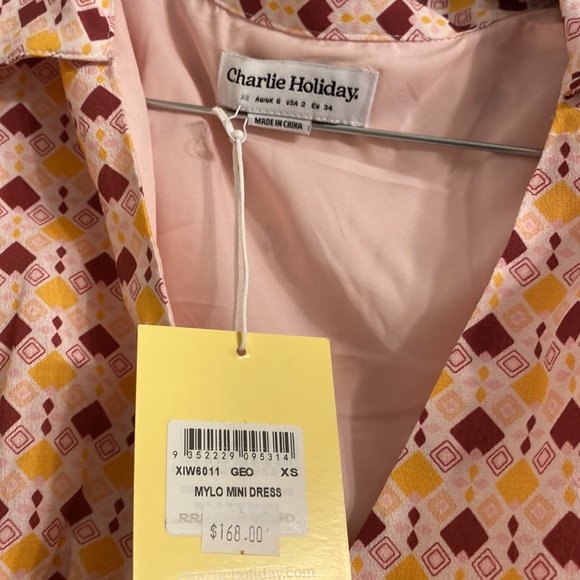 Charlie Holiday.
XS AU/UK 6 USA 2 EU 34
MADE IN CHINA
9 352229 095314
XIW6011 GEO XS
MYLO MINI DRESS
$168.00